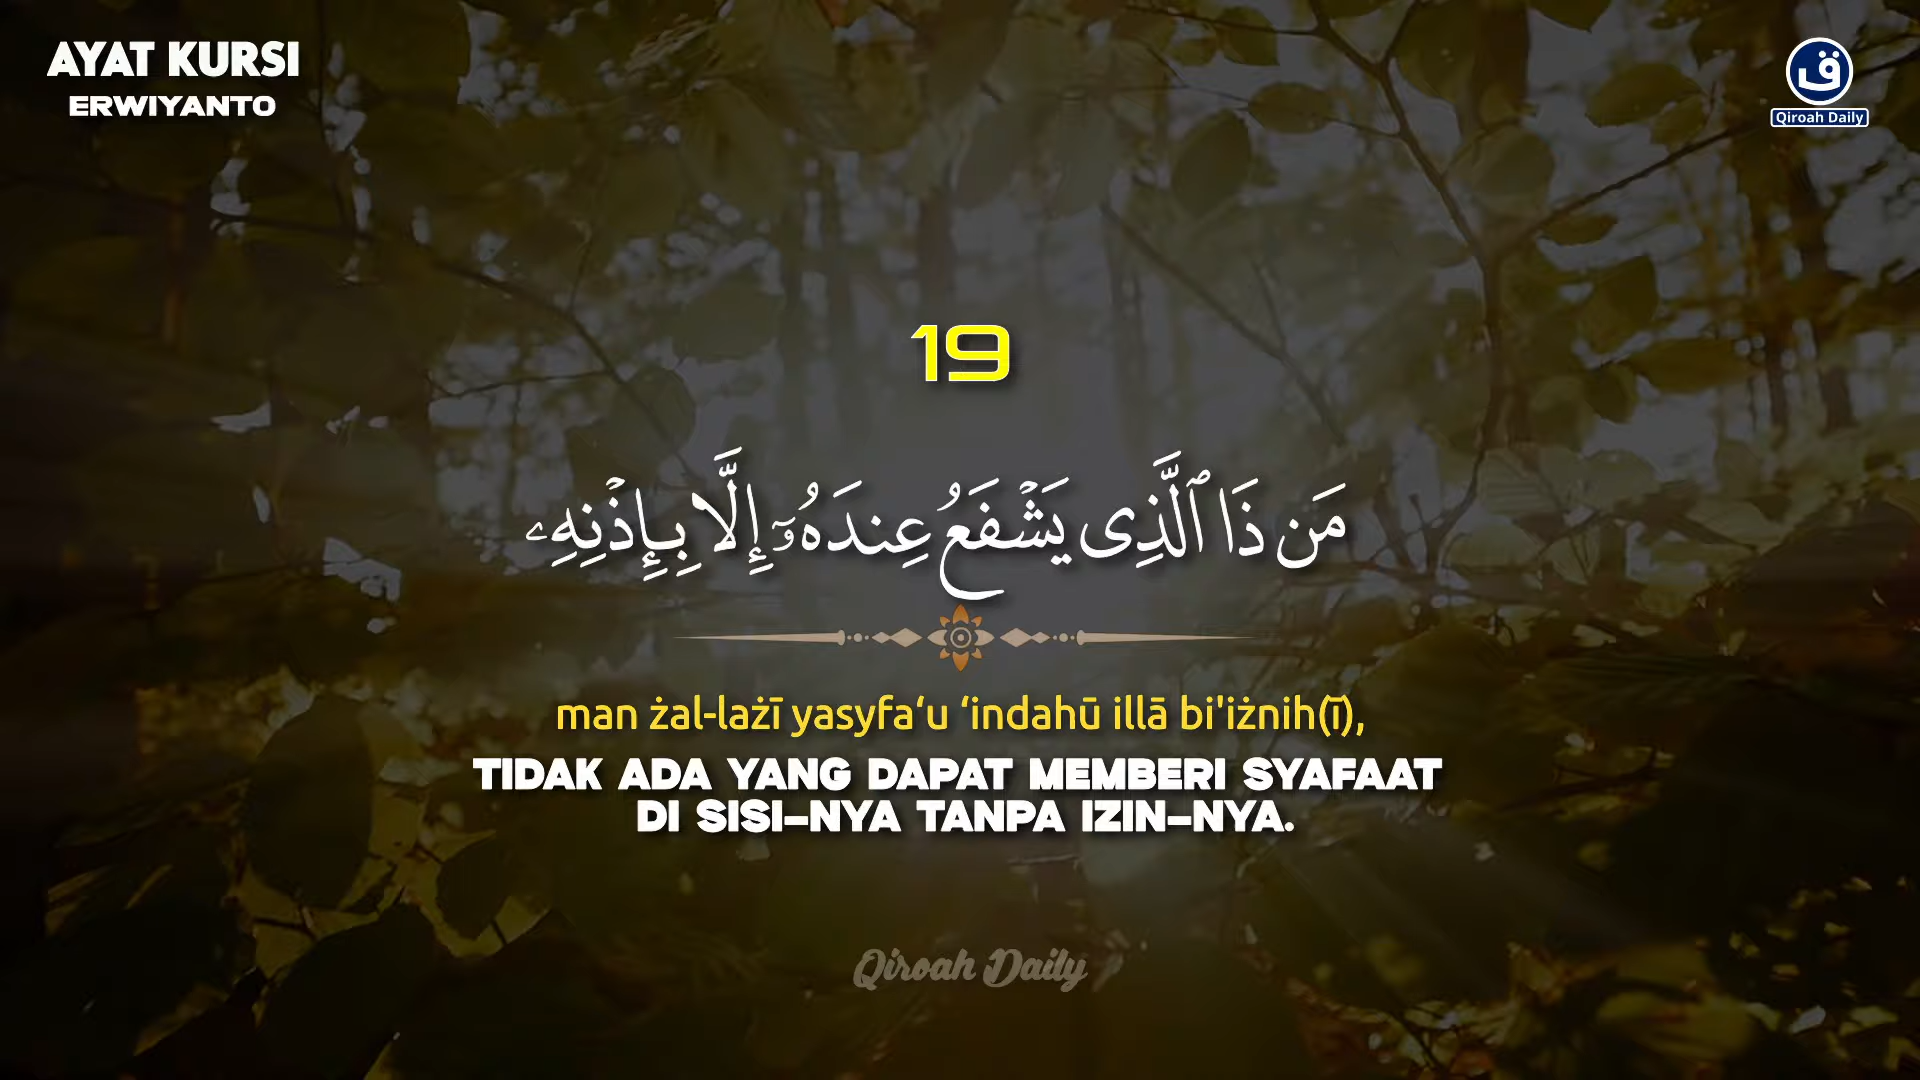 AYAT KURSI
ERWIYANTO
ق
Qiroah Daily
19
مَن ذَا ٱلَّذِى يَشْفَعُ عِندَهُۥٓ إِلَّا بِإِذْنِهِۦ
man żal-lażī yasyfa‘u ‘indahū illā bi'iżnih(ī),
TIDAK ADA YANG DAPAT MEMBERI SYAFAAT
DI SISI-NYA TANPA IZIN-NYA.
Qiroah Daily